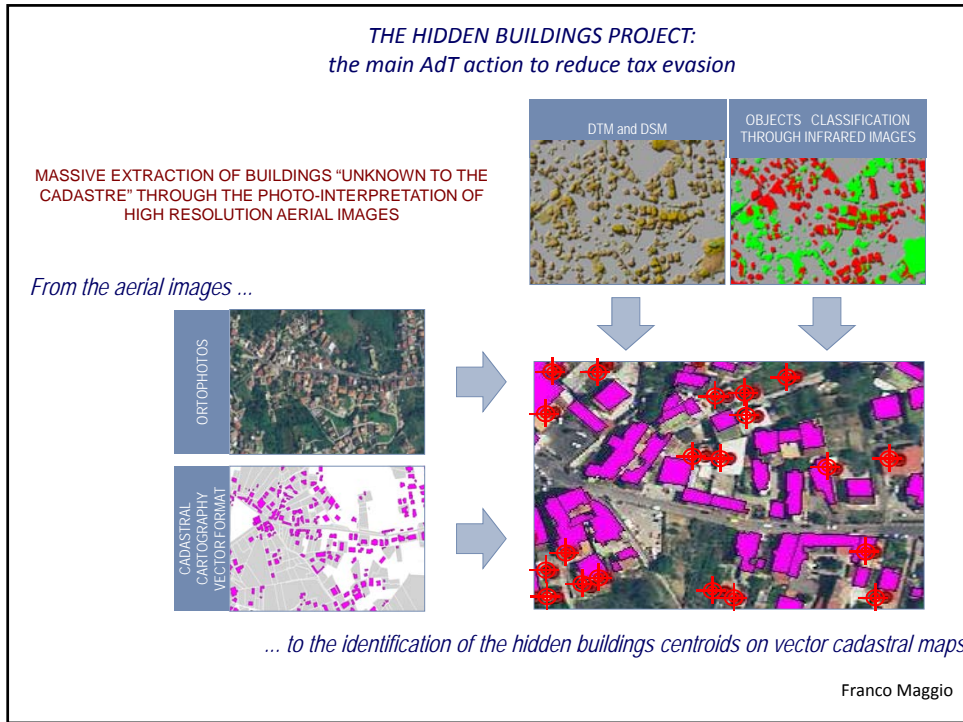 THE HIDDEN BUILDINGS PROJECT:
the main AdT action to reduce tax evasion
DTM and DSM
OBJECTS CLASSIFICATION
THROUGH INFRARED IMAGES
MASSIVE EXTRACTION OF BUILDINGS “UNKNOWN TO THE
CADASTRE” THROUGH THE PHOTO-INTERPRETATION OF
HIGH RESOLUTION AERIAL IMAGES
From the aerial images ...
ORTOPHOTOS
CADASTRAL
CARTOGRAPHY
VECTOR FORMAT
... to the identification of the hidden buildings centroids on vector cadastral maps
Franco Maggio